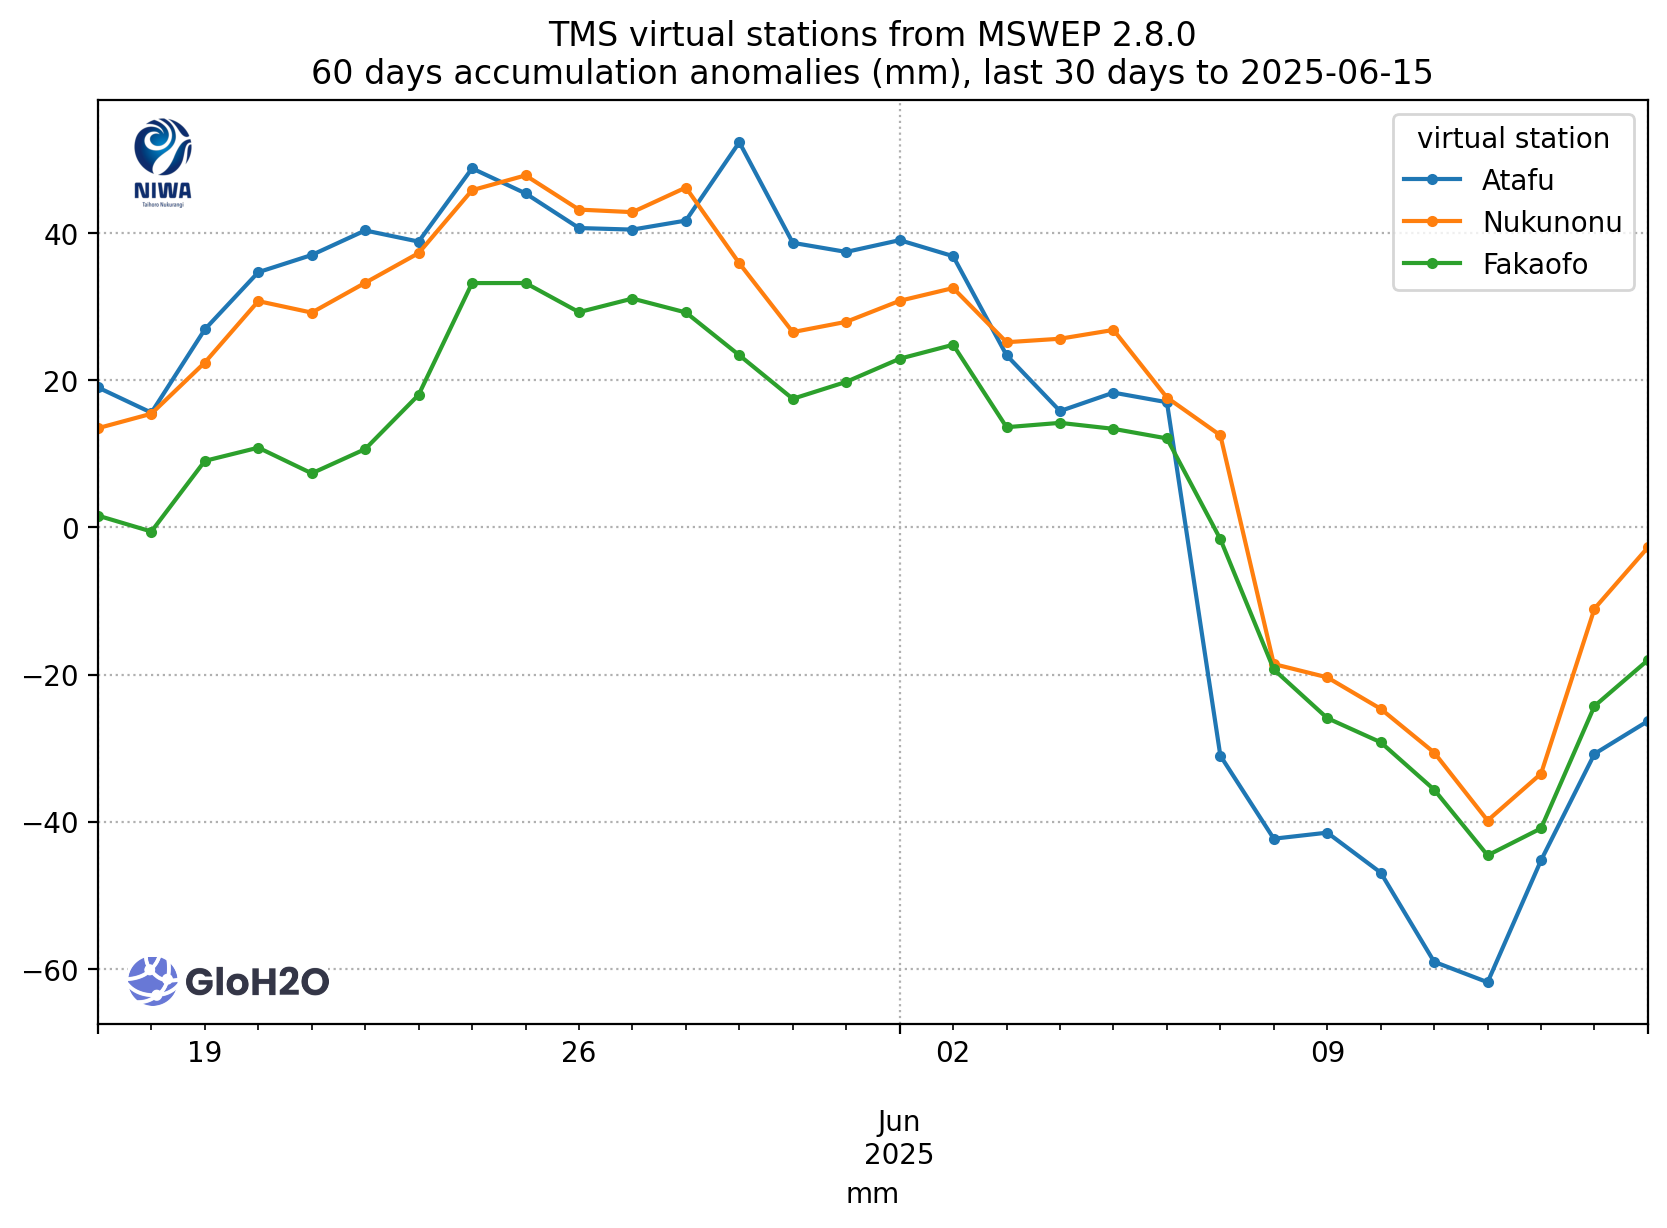 TMS virtual stations from MSWEP 2.8.0
60 days accumulation anomalies (mm), last 30 days to 2025-06-15
NIWA
Taihoro Nukurangi
virtual station
Atafu
Nukunonu
Fakaofo
40
20
0
−20
−40
−60
GloH2O
19
26
02
09
Jun
2025
mm